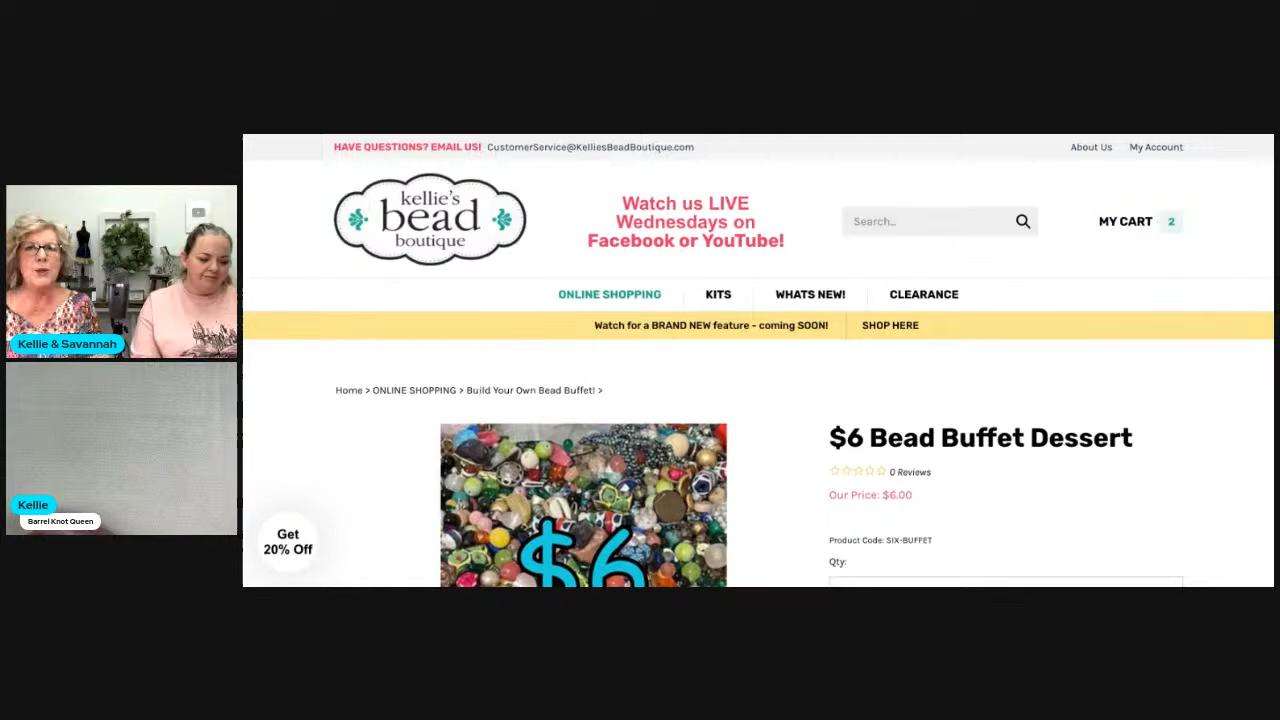 HAVE QUESTIONS? EMAIL US! CustomerService@KelliesBeadBoutique.com
About Us
My Account
kellie's
bead
boutique
Watch us LIVE
Wednesdays on
Facebook or YouTube!
Search...
MY CART 2
ONLINE SHOPPING
KITS
WHATS NEW!
CLEARANCE
Watch for a BRAND NEW feature - coming SOON!
SHOP HERE
Home > ONLINE SHOPPING > Build Your Own Bead Buffet! >
$6 Bead Buffet Dessert
0 Reviews
Our Price: $6.00
Product Code: SIX-BUFFET
Qty:
$6
Get
20% Off
Kellie & Savannah
Kellie
Barrel Knot Queen